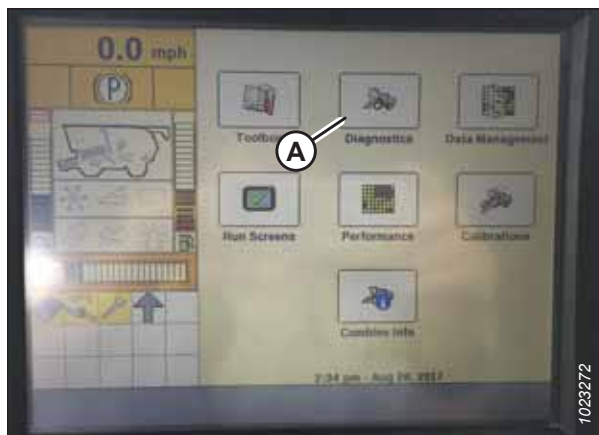 0.0 mph
(P)
Toolbox
Diagnostics
Data Management
A
Run Screens
Performance
Calibrations
Combine Info
2:34 pm - Aug 24, 2017
1023272